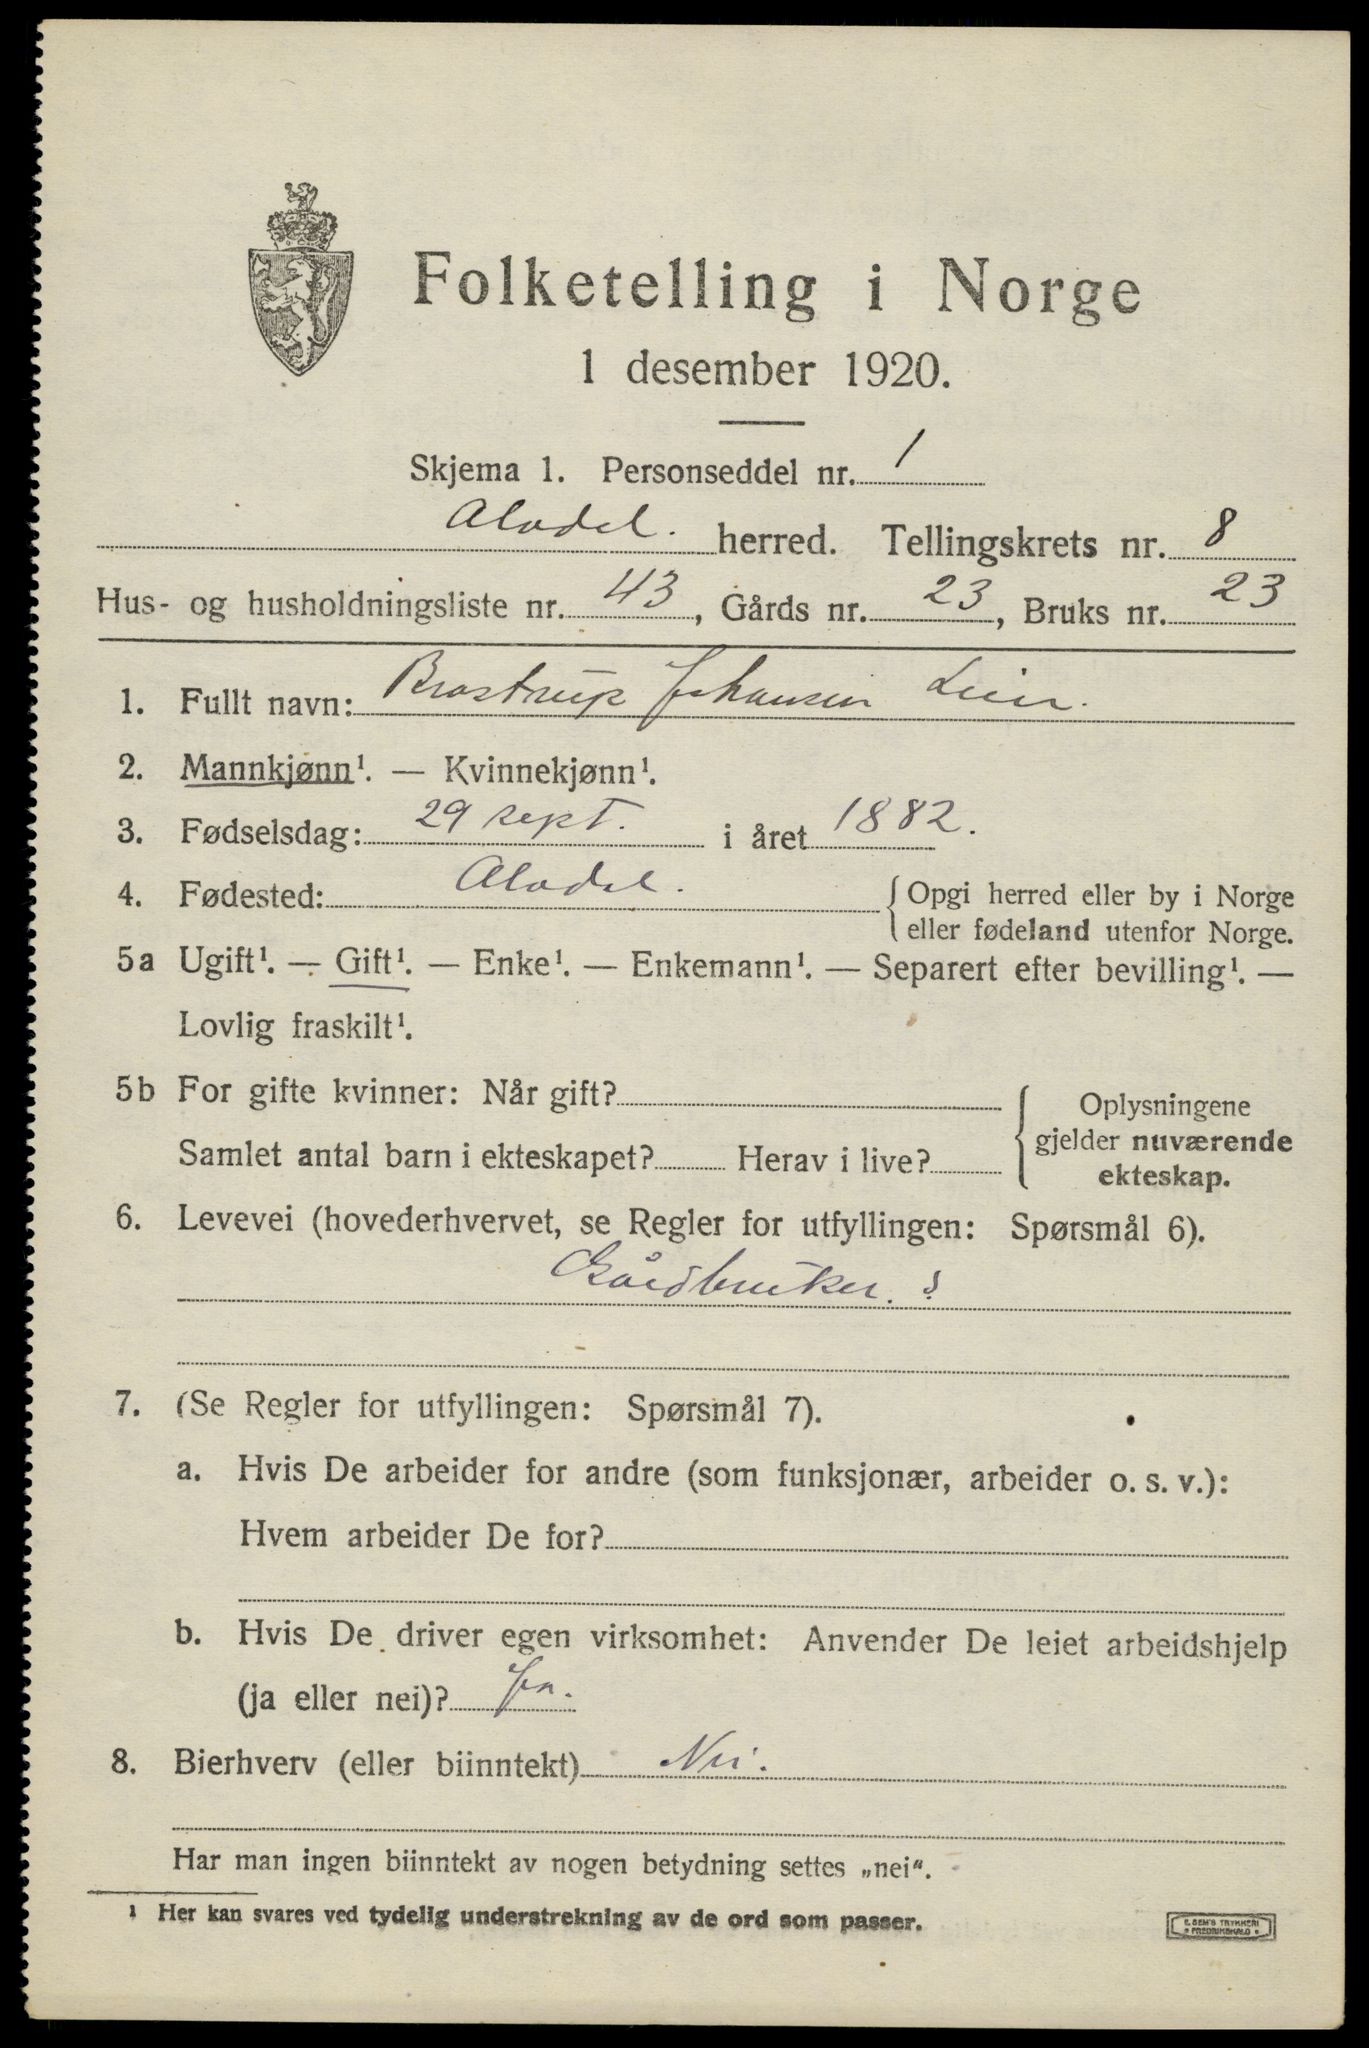 Folketelling i Norge
1 desember 1920.
Skjema 1. Personseddel nr. 1
Alvdal. herred. Tellingskrets nr. 8
Hus- og husholdningsliste nr. 43, Gårds nr. 23, Bruks nr. 23
1. Fullt navn: Brostrup Johansen
2. Mannkjønn¹. — Kvinnekjønn¹.
3. Fødselsdag: 29 sept. i året 1882.
4. Fødested: Alvdal. {Opgi herred eller by i Norge
eller fødeland utenfor Norge.
5a Ugift¹. — Gift¹. — Enke¹. — Enkemann¹. — Separert efter bevilling¹. —
Lovlig fraskilt¹.
5b For gifte kvinner: Når gift?
Samlet antal barn i ekteskapet? Herav i live?
Oplysningene
gjelder nuværende
ekteskap.
6. Levevei (hovederhvervet, se Regler for utfyllingen: Spørsmål 6).
Gårdbruker. s
7. (Se Regler for utfyllingen: Spørsmål 7).
a. Hvis De arbeider for andre (som funksjonær, arbeider o. s. v.):
Hvem arbeider De for?
b. Hvis De driver egen virksomhet: Anvender De leiet arbeidshjelp
(ja eller nei)? Ja.
8. Bierhverv (eller biinntekt) Nei.
Har man ingen biinntekt av nogen betydning settes „nei“.
¹ Her kan svares ved tydelig understrekning av de ord som passer.
E. SEM'S TRYKKERI
FREDRIKSHALD